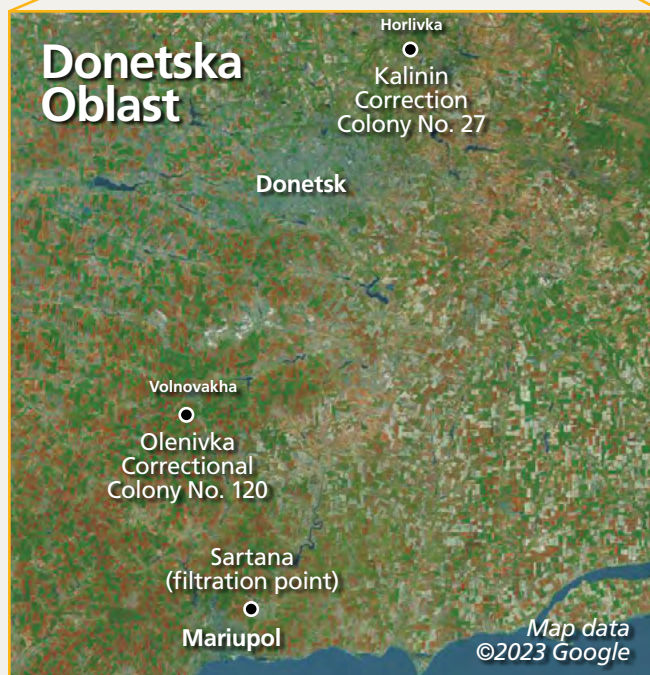 Donetska
Oblast
Horlivka
Kalinin
Correction
Colony No. 27
Donetsk
Volnovakha
Olenivka
Correctional
Colony No. 120
Sartana
(filtration point)
Mariupol
Map data
©2023 Google